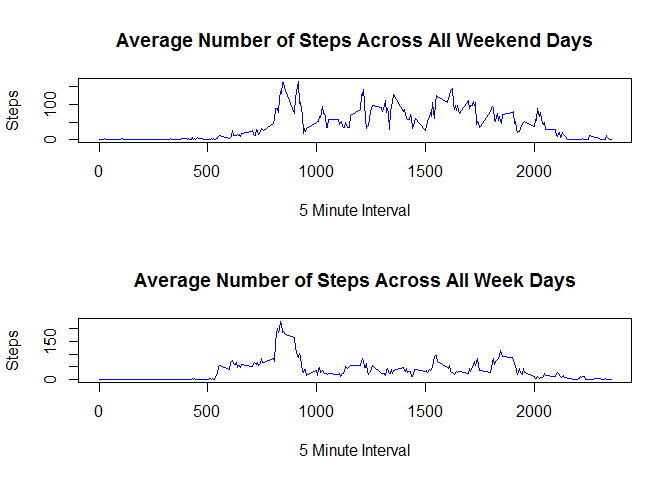 Average Number of Steps Across All Weekend Days
Steps
100
0
0 500 1000 1500 2000
5 Minute Interval
Average Number of Steps Across All Week Days
Steps
150
0
0 500 1000 1500 2000
5 Minute Interval